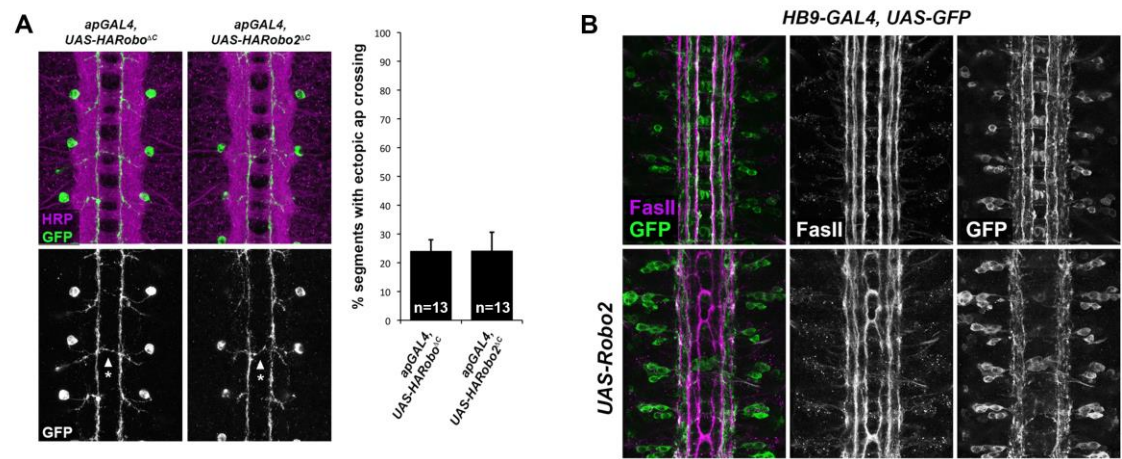 A
apGAL4,
UAS-HARoboΔC
apGAL4,
UAS-HARobo2ΔC
HRP
GFP
*
*
GFP
% segments with ectopic ap crossing
100
90
80
70
60
50
40
30
20
10
0
n=13
n=13
apGAL4,
UAS-HARoboΔC
apGAL4,
UAS-HARobo2ΔC
B
HB9-GAL4, UAS-GFP
FasII
GFP
FasII
GFP
UAS-Robo2